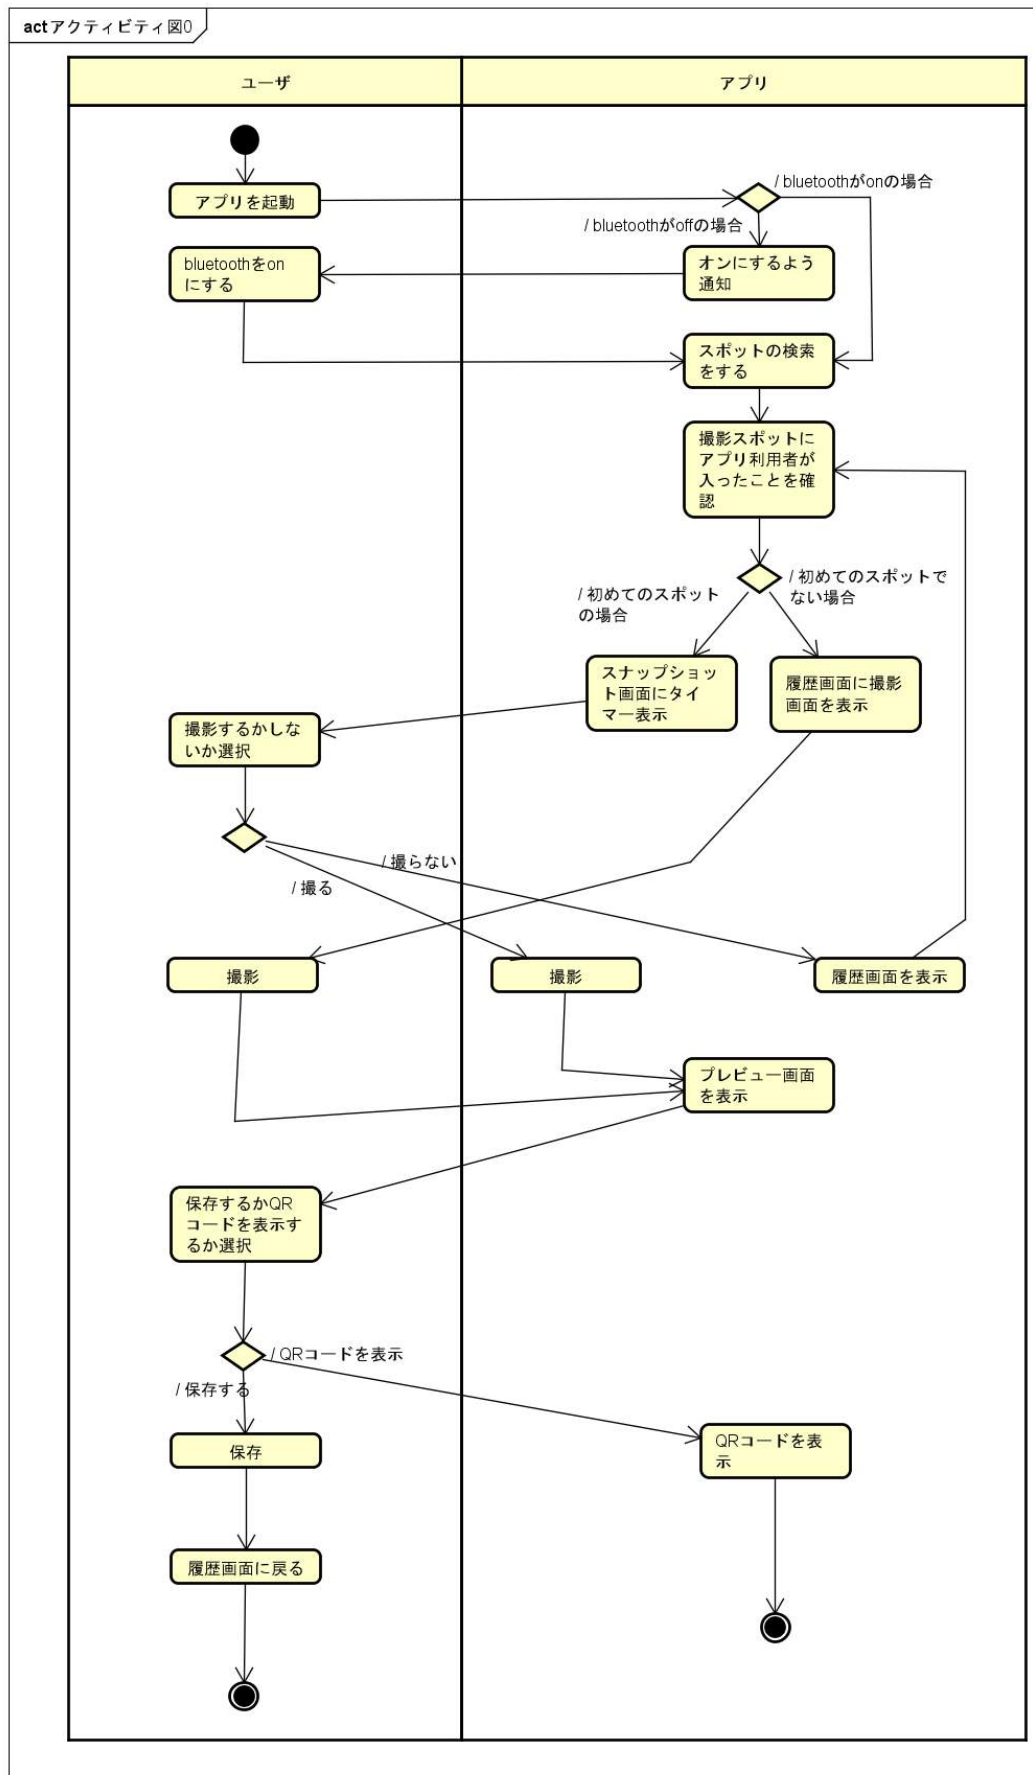 actアクティビティ図0
ユーザ
アプリ
アプリを起動
/ bluetoothがonの場合
/ bluetoothがoffの場合
bluetoothをon
にする
オンにするよう
通知
スポットの検索
をする
撮影スポットに
アプリ利用者が
入ったことを確
認
/ 初めてのスポット
の場合
/ 初めてのスポットで
ない場合
スナップショッ
ト画面にタイ
マー表示
履歴画面に撮影
画面を表示
撮影するかしな
いか選択
/ 撮らない
/ 撮る
撮影
撮影
履歴画面を表示
プレビュー画面
を表示
保存するかQR
コードを表示す
るか選択
/ QRコードを表示
/ 保存する
保存
QRコードを表
示
履歴画面に戻る